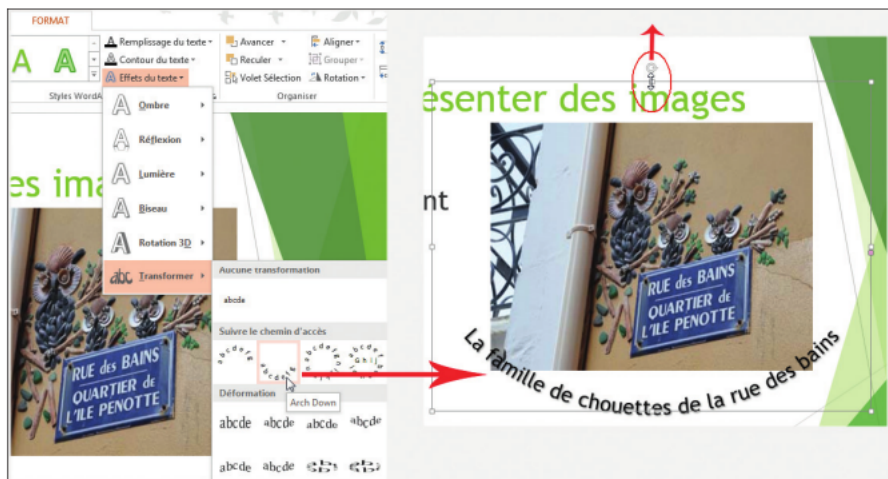 FORMAT
A A
Remplissage du texte
Contour du texte
Effets du texte
Styles WordA
Avancer
Reculer
Volet Sélection
Aligner
Grouper
Rotation
Organiser
Ombre
Réflexion
Lumière
Biseau
Rotation 3D
abc Transformer
es ima
RUE des BAINS
QUARTIER de
L'ILE PENOTTE
Aucune transformation
abcde
Suivre le chemin d'accès
Déformation
Arch Down
abcde abcde abcde abcde
abcde abcde
ésenter des images
nt
RUE des BAINS
QUARTIER de
L'ILE PENOTTE
La famille de chouettes de la rue des bains